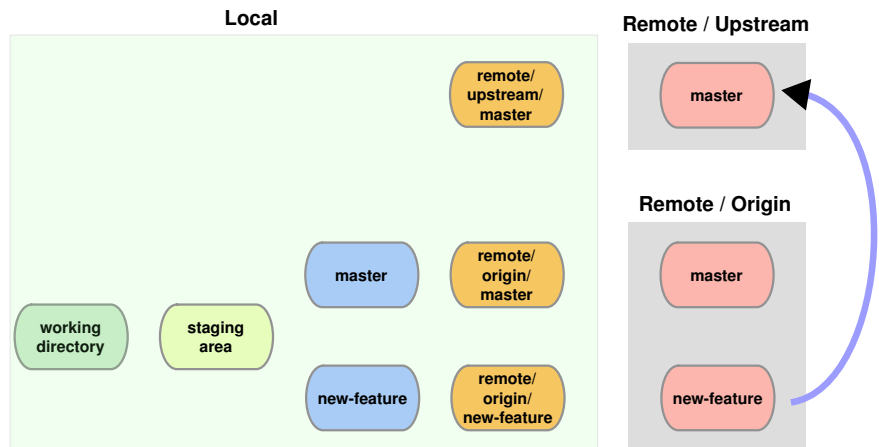 Local
Remote / Upstream
remote/
upstream/
master
master
Remote / Origin
master
remote/
origin/
master
master
working
directory
staging
area
new-feature
remote/
origin/
new-feature
new-feature